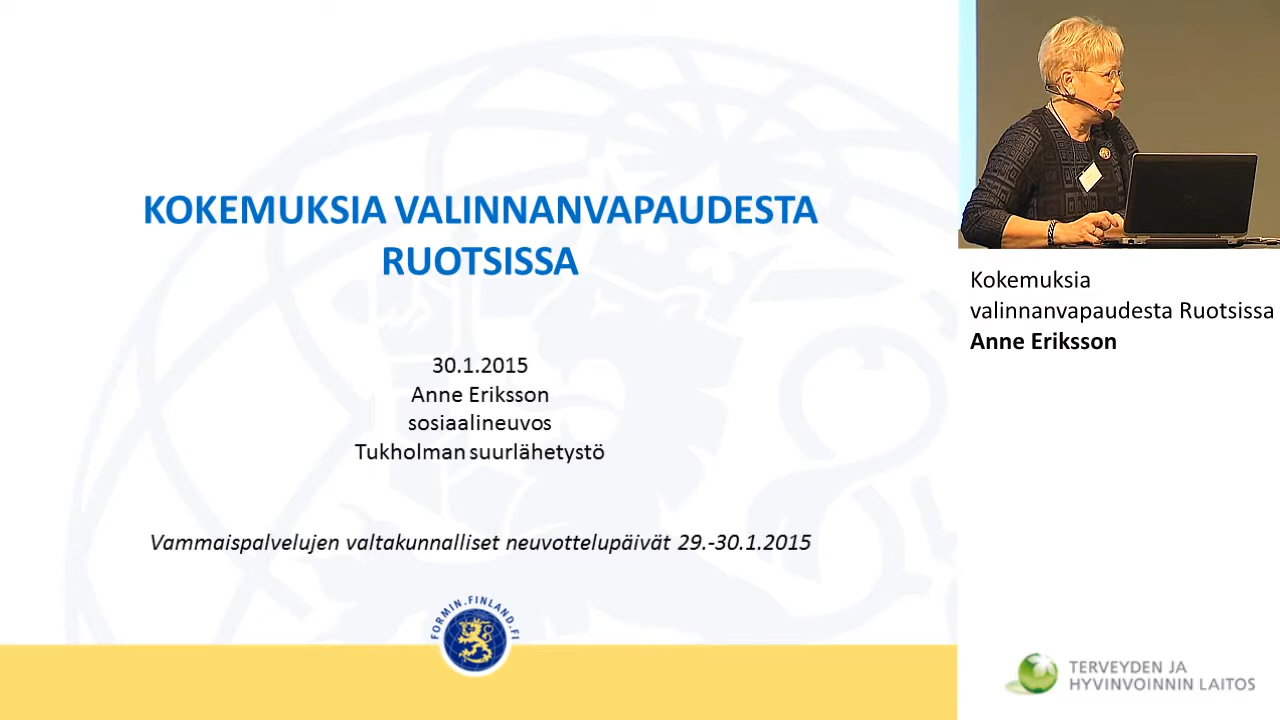 KOKEMUKSIA VALINNANVAPAUDESTA
RUOTSISSA
30.1.2015
Anne Eriksson
sosiaalineuvos
Tukholman suurlähetystö
Vammaispalvelujen valtakunnalliset neuvottelupäivät 29.-30.1.2015
FORMIN.FINLAND.FI
Kokemuksia
valinnanvapaudesta Ruotsissa
Anne Eriksson
TERVEYDEN JA
HYVINVOINNIN LAITOS